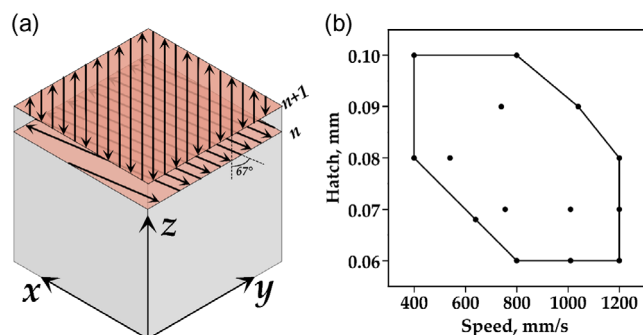 (a)
n+1
n
67°
z
x
y
(b)
Hatch, mm
0.10
0.09
0.08
0.07
0.06
400 600 800 1000 1200
Speed, mm/s